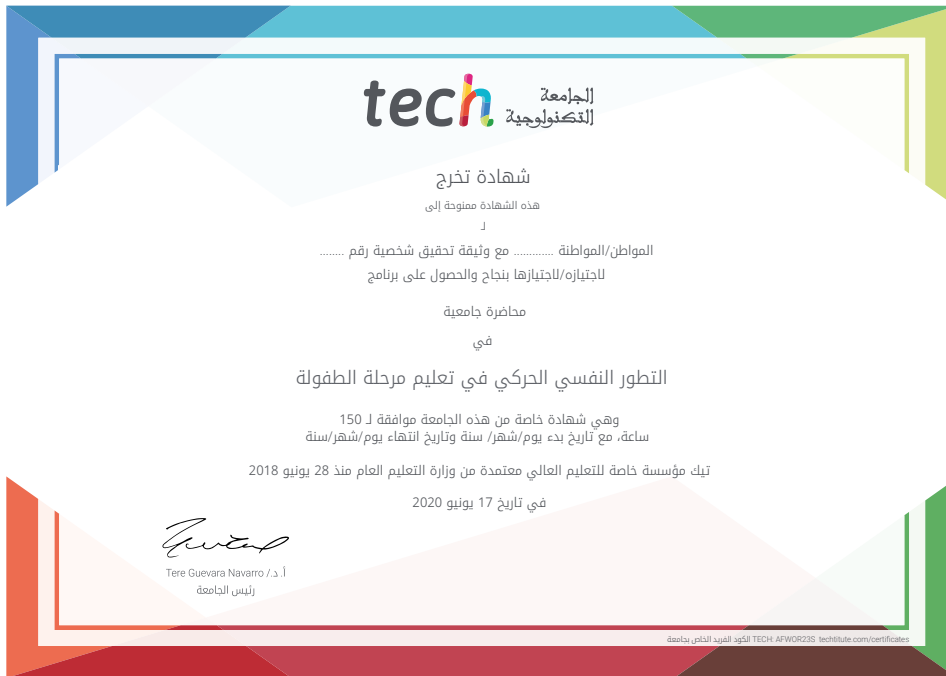 tech الجامعة
التكنولوجية
شهادة تخرج
هذه الشهادة ممنوحة إلى
لـ
المواطن/المواطنة ............ مع وثيقة تحقيق شخصية رقم ........
لاجتيازه/لاجتيازها بنجاح والحصول على برنامج
محاضرة جامعية
في
التطور النفسي الحركي في تعليم مرحلة الطفولة
وهي شهادة خاصة من هذه الجامعة موافقة لـ 150
ساعة، مع تاريخ بدء يوم/شهر/ سنة وتاريخ انتهاء يوم/شهر/سنة
تيك مؤسسة خاصة للتعليم العالي معتمدة من وزارة التعليم العام منذ 28 يونيو 2018
في تاريخ 17 يونيو 2020
أ. د./ Tere Guevara Navarro
رئيس الجامعة
الكود الفريد الخاص بجامعة TECH: AFWOR23S techtitute.com/certificates